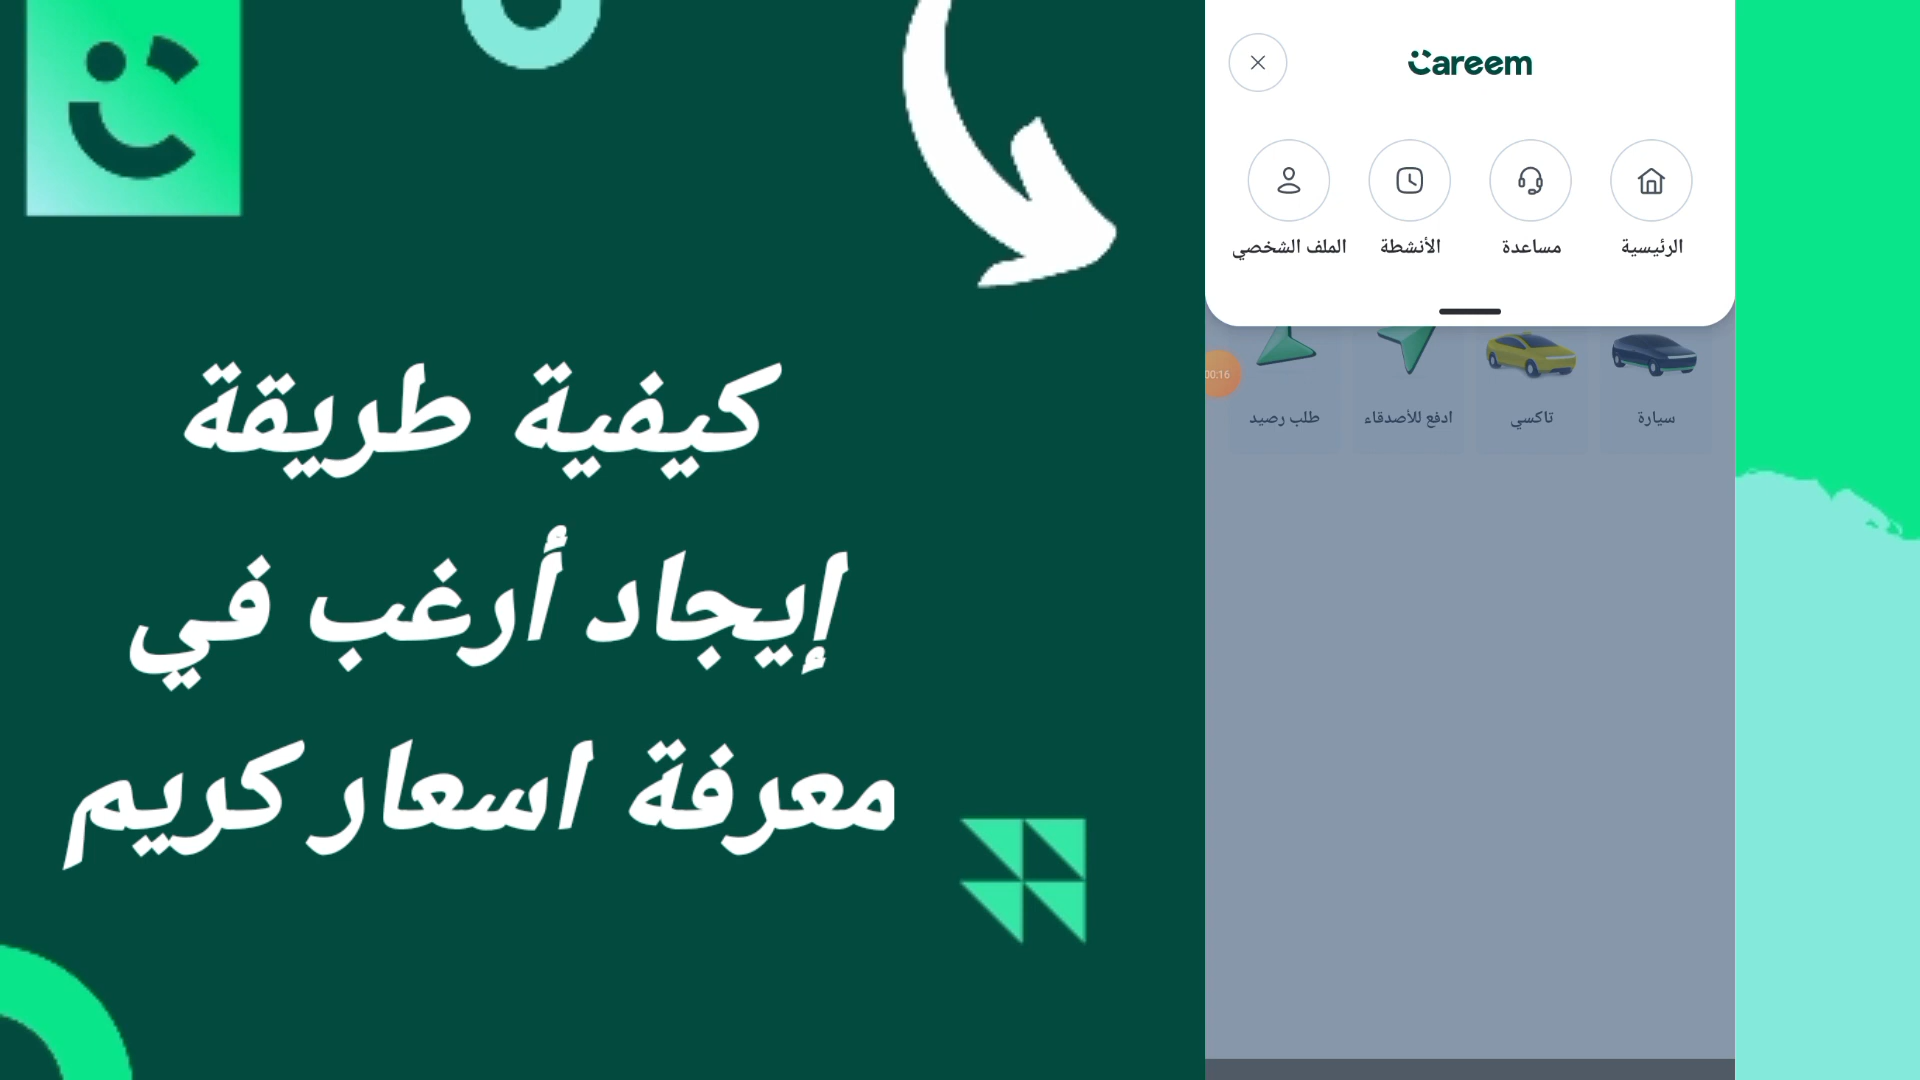 كيفية طريقة
إيجاد أرغب في
معرفة اسعار كريم
Careem
الرئيسية
مساعدة
الأنشطة
الملف الشخصي
00:16
سيارة
تاكسي
ادفع للأصدقاء
طلب رصيد